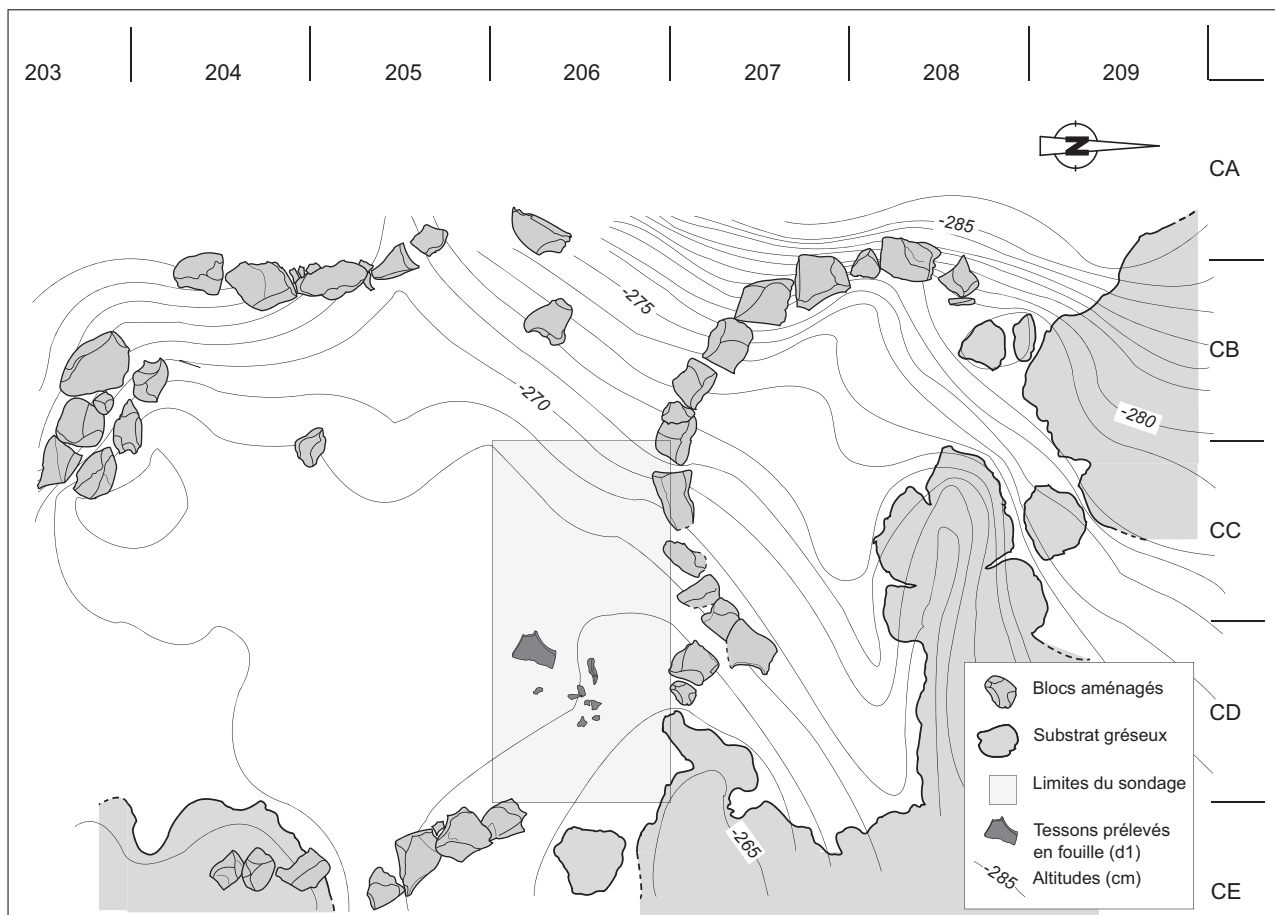 203
204
205
206
207
208
209
N
CA
-285
-275
CB
-270
-280
CC
Blocs aménagés
Substrat gréseux
CD
Limites du sondage
Tessons prélevés
en fouille (d1)
-265
-285
Altitudes (cm)
CE